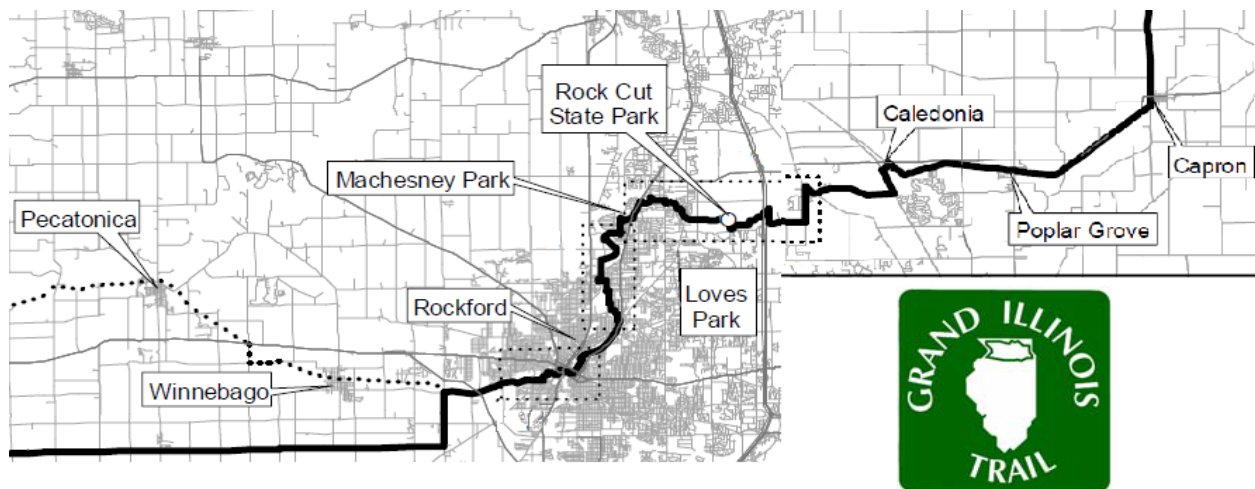 Rock Cut
State Park
Caledonia
Machesney Park
Capron
Pecatonica
Poplar Grove
Rockford
Loves
Park
Winnebago
GRAND ILLINOIS
TRAIL